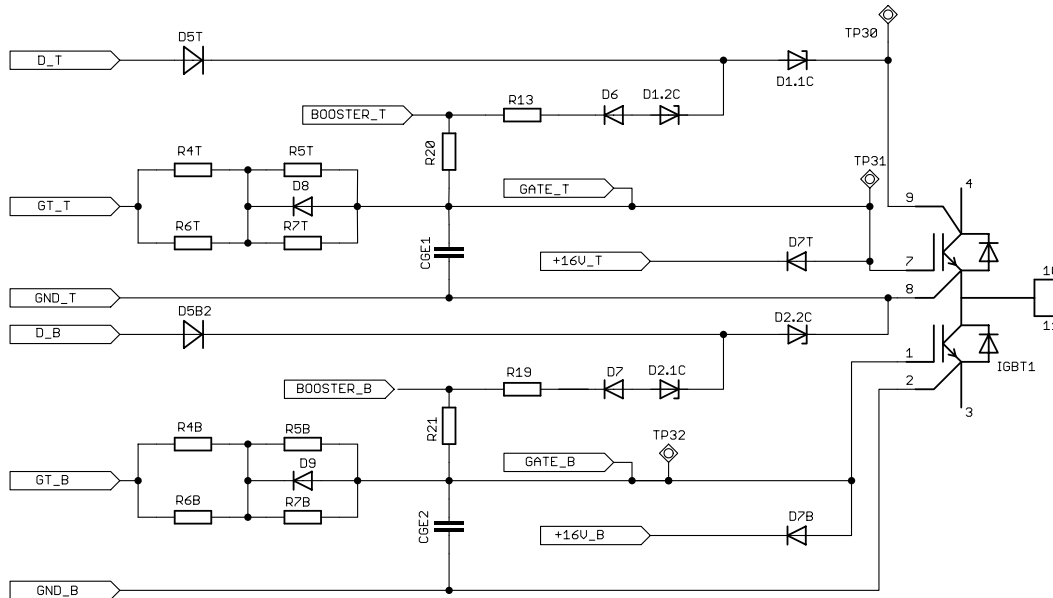 TP30
D5T
D_T
D1.1C
BOOSTER_T
R13
D6
D1.2C
R20
R4T
R5T
TP31
D8
GATE_T
4
9
GT_T
R6T
R7T
CGE1
+16V_T
D7T
7
10
GND_T
8
D5B2
D2.2C
11
D_B
1
IGBT1
R19
D7
D2.1C
2
BOOSTER_B
3
R21
R4B
R5B
TP32
D9
GATE_B
GT_B
R6B
R7B
CGE2
+16V_B
D7B
GND_B